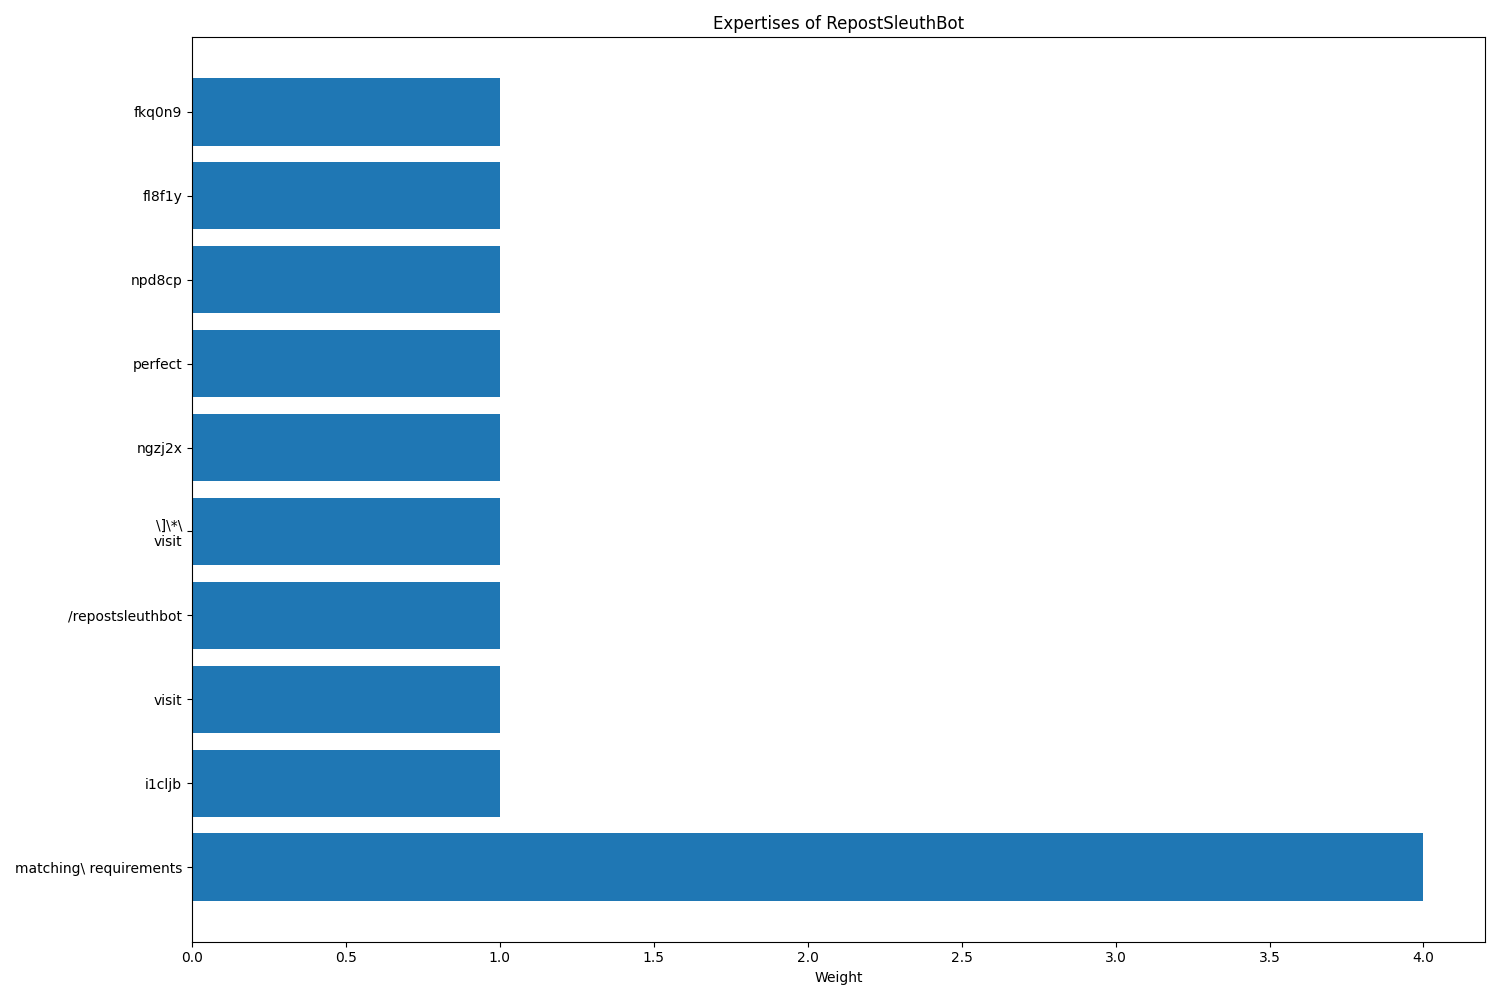 Expertises of RepostSleuthBot
fkq0n9
fl8f1y
npd8cp
perfect
ngzj2x
\]\*\
visit
/repostsleuthbot
visit
i1cljb
matching\ requirements
0.0 0.5 1.0 1.5 2.0 2.5 3.0 3.5 4.0
Weight